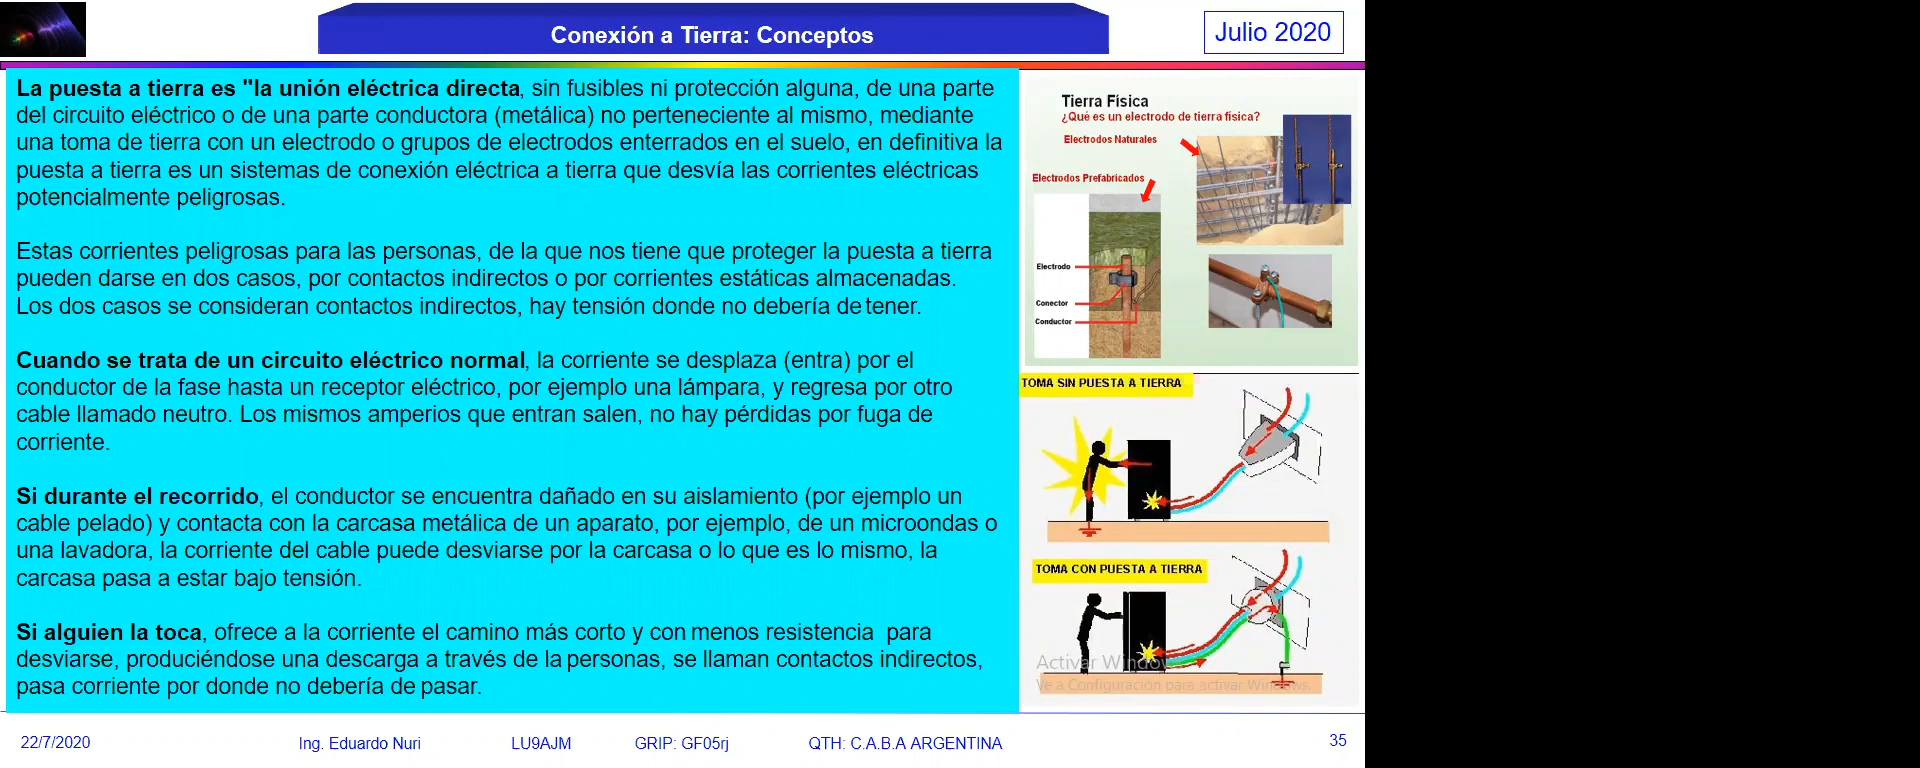 Conexión a Tierra: Conceptos
Julio 2020
La puesta a tierra es "la unión eléctrica directa, sin fusibles ni protección alguna, de una parte
del circuito eléctrico o de una parte conductora (metálica) no perteneciente al mismo, mediante
una toma de tierra con un electrodo o grupos de electrodos enterrados en el suelo, en definitiva la
puesta a tierra es un sistemas de conexión eléctrica a tierra que desvía las corrientes eléctricas
potencialmente peligrosas.
Estas corrientes peligrosas para las personas, de la que nos tiene que proteger la puesta a tierra
pueden darse en dos casos, por contactos indirectos o por corrientes estáticas almacenadas.
Los dos casos se consideran contactos indirectos, hay tensión donde no debería de tener.
Cuando se trata de un circuito eléctrico normal, la corriente se desplaza (entra) por el
conductor de la fase hasta un receptor eléctrico, por ejemplo una lámpara, y regresa por otro
cable llamado neutro. Los mismos amperios que entran salen, no hay pérdidas por fuga de
corriente.
Si durante el recorrido, el conductor se encuentra dañado en su aislamiento (por ejemplo un
cable pelado) y contacta con la carcasa metálica de un aparato, por ejemplo, de un microondas o
una lavadora, la corriente del cable puede desviarse por la carcasa o lo que es lo mismo, la
carcasa pasa a estar bajo tensión.
Si alguien la toca, ofrece a la corriente el camino más corto y con menos resistencia para
desviarse, produciéndose una descarga a través de la personas, se llaman contactos indirectos,
pasa corriente por donde no debería de pasar.
Tierra Física
¿Qué es un electrodo de tierra física?
Electrodos Naturales
Electrodos Prefabricados
Electrodo
Conector
Conductor
TOMA SIN PUESTA A TIERRA
TOMA CON PUESTA A TIERRA
Activar Windows
Ve a Configuración para activar Windows.
22/7/2020
Ing. Eduardo Nuri
LU9AJM
GRIP: GF05rj
QTH: C.A.B.A ARGENTINA
35